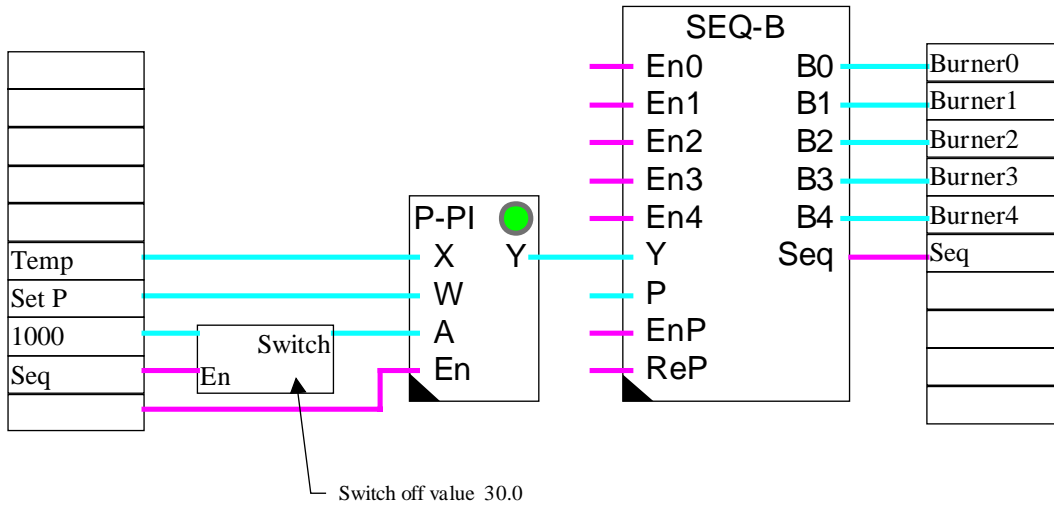 SEQ-B
En0 B0 Burner0
En1 B1 Burner1
En2 B2 Burner2
En3 B3 Burner3
P-PI En4 B4 Burner4
Temp X Y Y Seq Seq
Set P W P
1000 Switch A EnP
Seq En En ReP
Switch off value 30.0